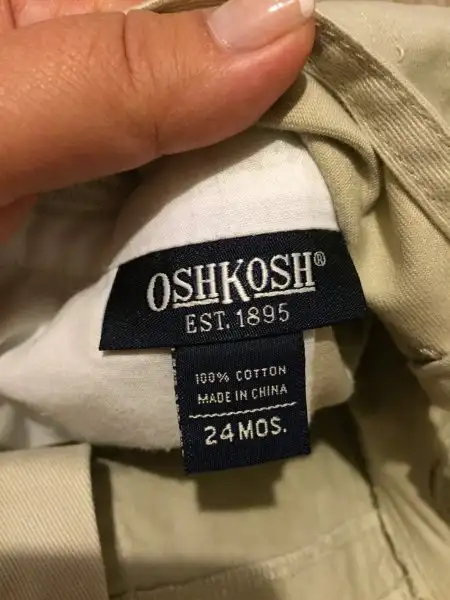 OSHKOSH®
EST. 1895
100% COTTON
MADE IN CHINA
24 MOS.